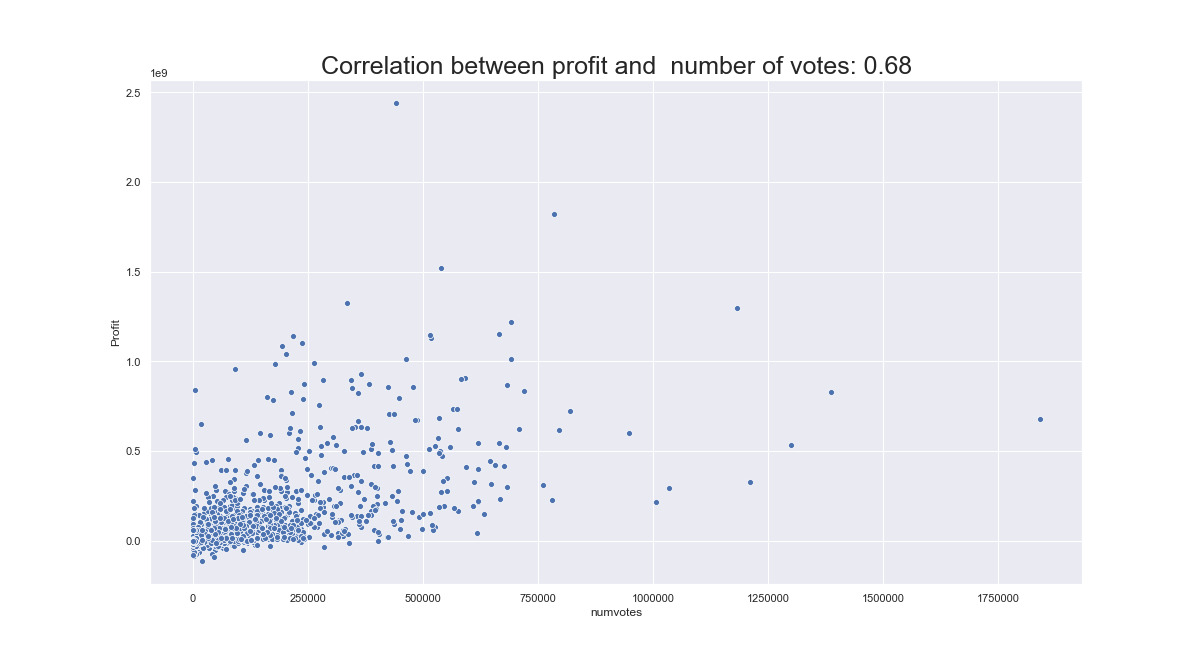 Correlation between profit and  number of votes: 0.68
1e9
2.5
2.0
1.5
1.0
0.5
0.0
Profit
0 250000 500000 750000 1000000 1250000 1500000 1750000
numvotes